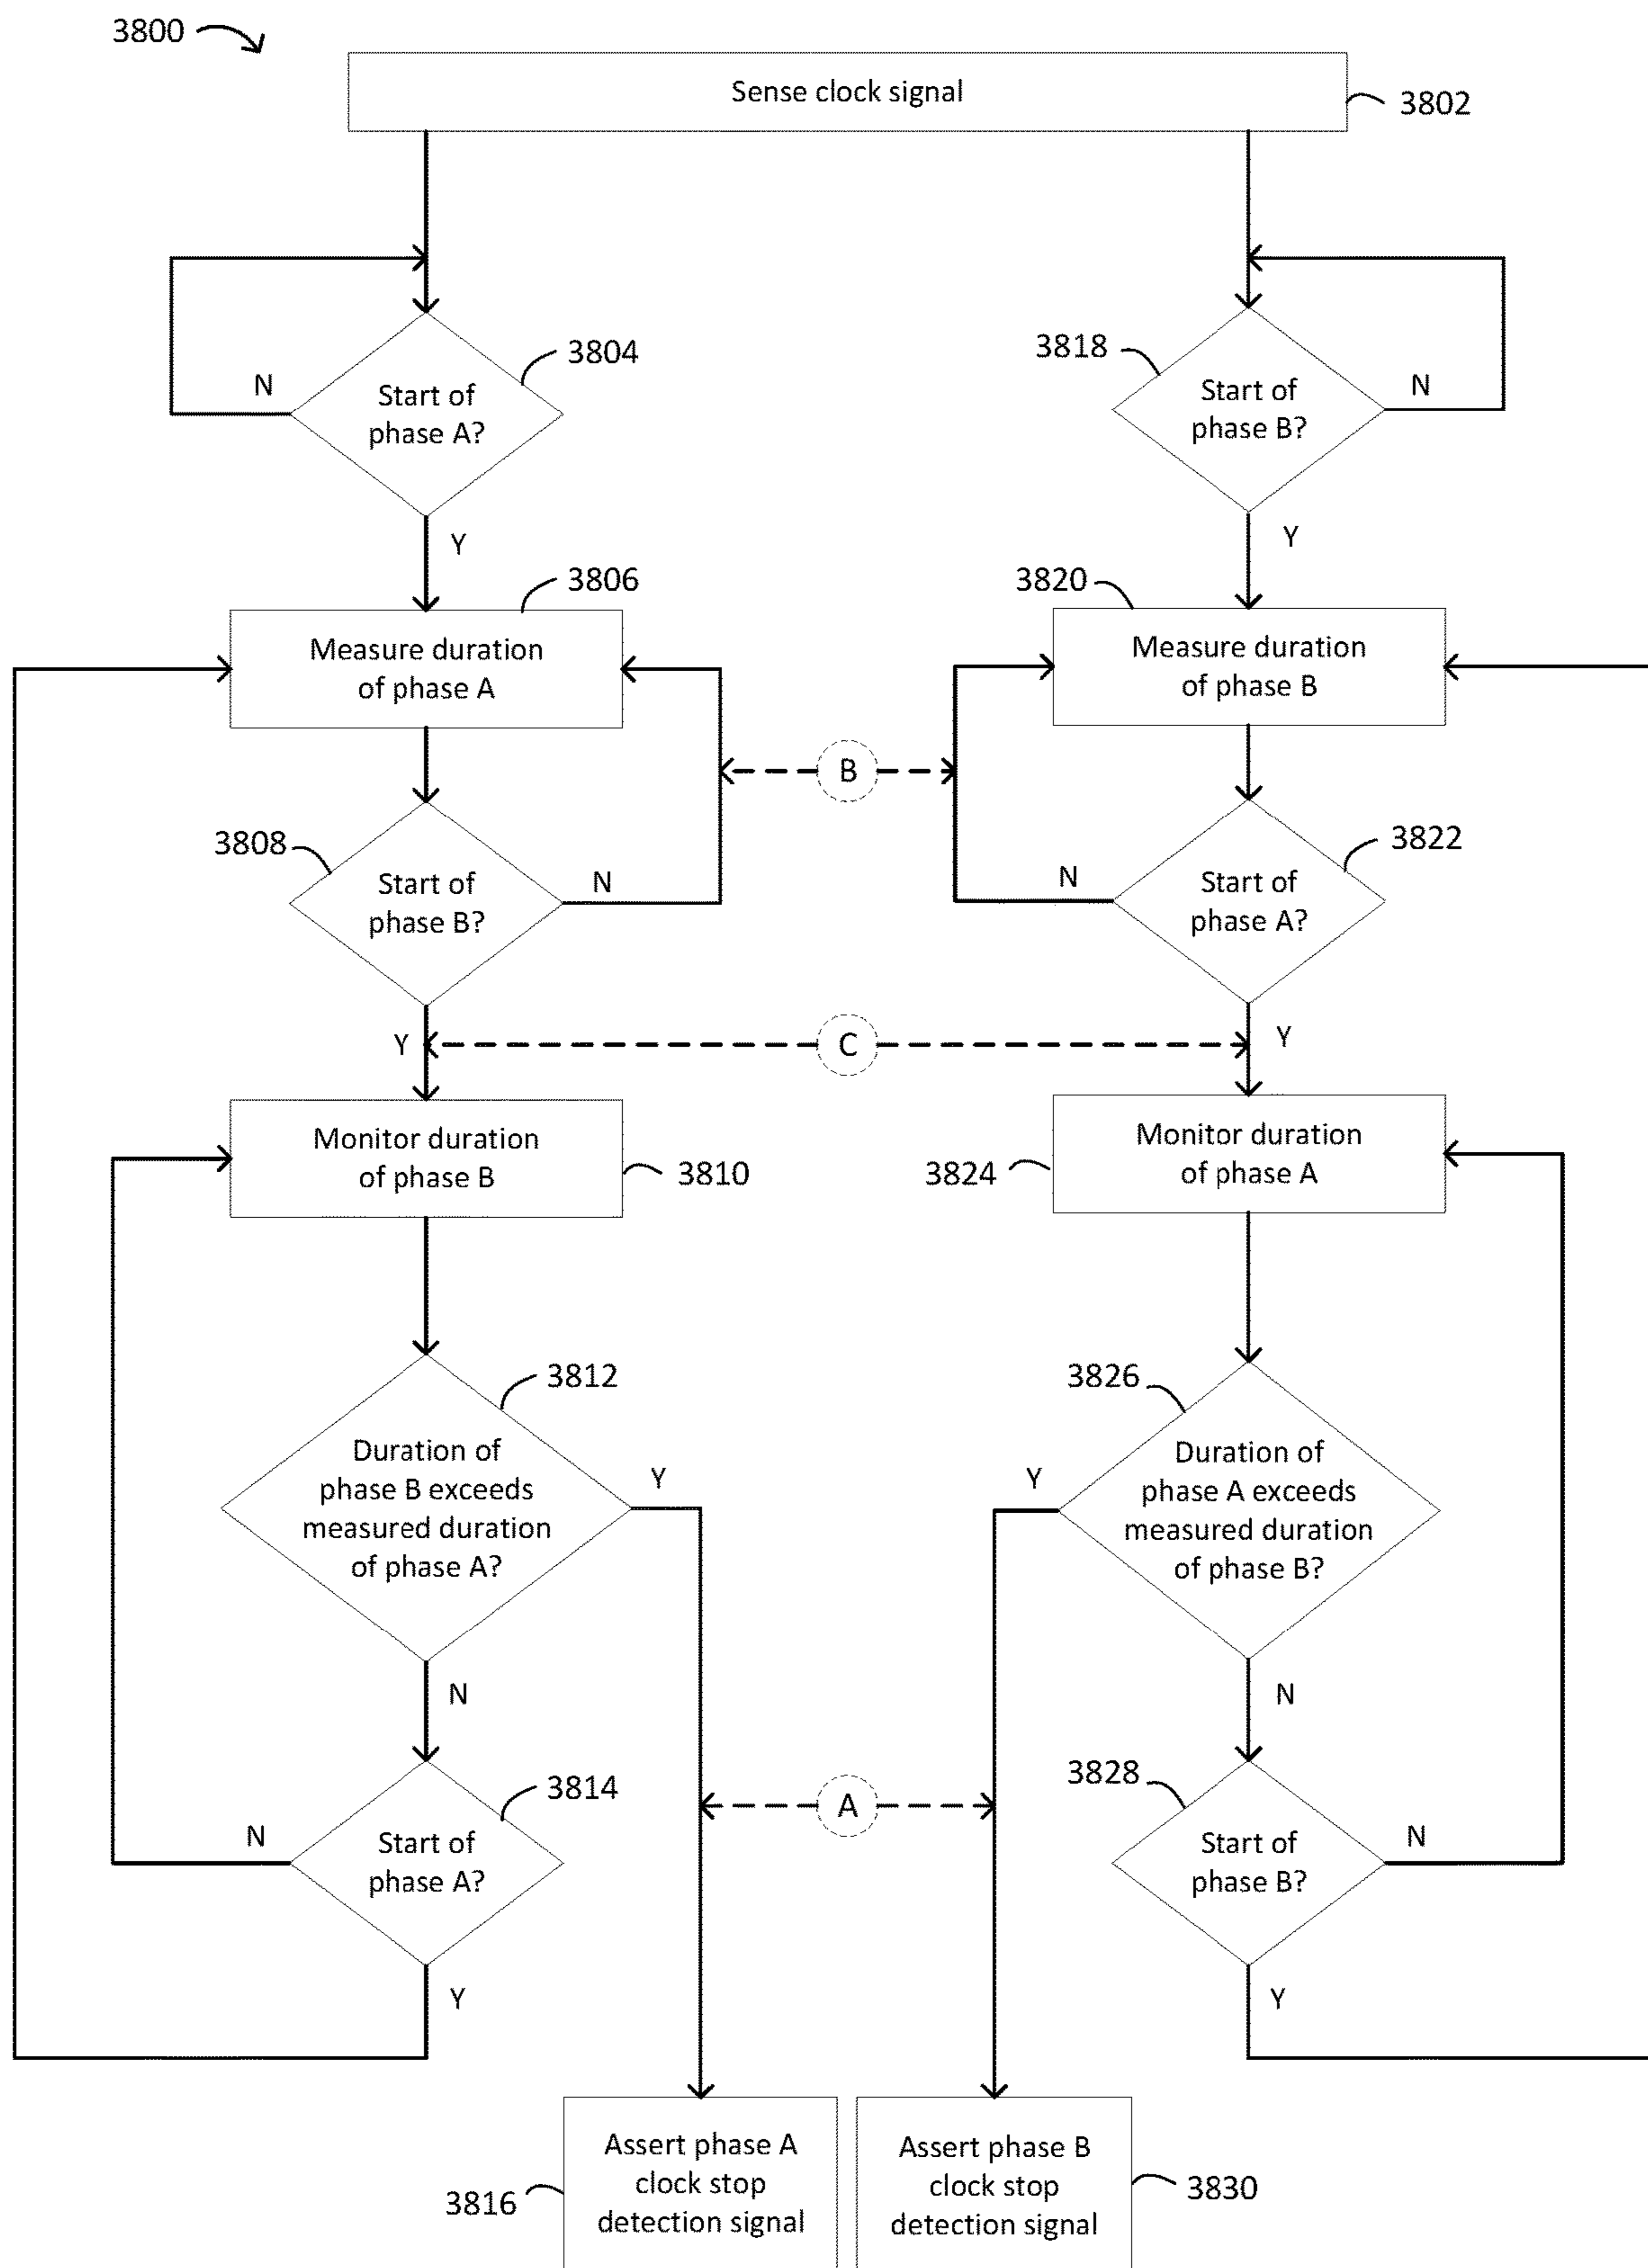 3800
Sense clock signal
3802
3804
Start of
phase A?
N
Y
3818
Start of
phase B?
N
Y
3806
Measure duration
of phase A
3820
Measure duration
of phase B
B
3808
Start of
phase B?
N
Y
3822
Start of
phase A?
N
Y
C
Monitor duration
of phase B
3810
Monitor duration
of phase A
3824
3812
Duration of
phase B exceeds
measured duration
of phase A?
Y
N
3826
Duration of
phase A exceeds
measured duration
of phase B?
Y
N
3814
Start of
phase A?
N
Y
A
3828
Start of
phase B?
N
Y
Assert phase A
clock stop
detection signal
3816
Assert phase B
clock stop
detection signal
3830